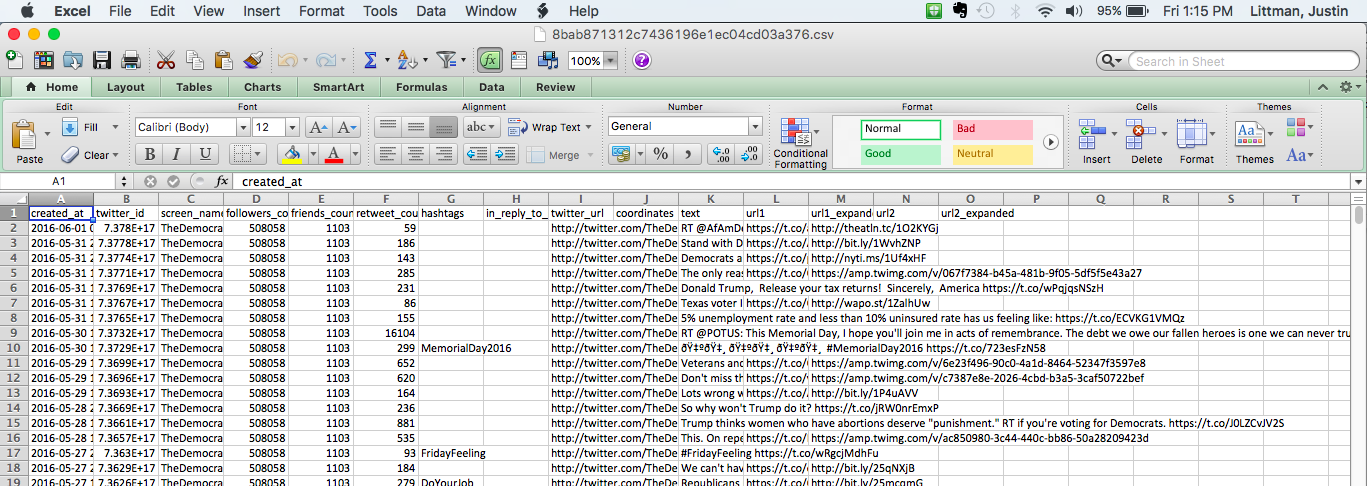 Excel File Edit View Insert Format Tools Data Window Help 95% Fri 1:15 PM Littman, Justin
8bab871312c7436196e1ec04cd03a376.csv
100% Search in Sheet
Home Layout Tables Charts SmartArt Formulas Data Review
Edit Font Alignment Number Format Cells Themes
Fill Calibri (Body) 12 A A abc Wrap Text General Normal Bad
Paste Clear B I U A Merge % Conditional Formatting Good Neutral Insert Delete Format Themes Aa
A1 fx created_at
A B C D E F G H I J K L M N O P Q R S T
1 created_at twitter_id screen_name followers_co friends_coun retweet_cou hashtags in_reply_to_ twitter_url coordinates text url1 url1_expand url2 url2_expanded
2 2016-06-01 0 7.378E+17 TheDemocra 508058 1103 59 http://twitter.com/TheDe RT @AfAmDe https://t.co/ http://theatln.tc/1O2KYGj
3 2016-05-31 2 7.3778E+17 TheDemocra 508058 1103 186 http://twitter.com/TheDe Stand with D https://t.co/ http://bit.ly/1WvhZNP
4 2016-05-31 2 7.3774E+17 TheDemocra 508058 1103 143 http://twitter.com/TheDe Democrats a https://t.co/ http://nyti.ms/1Uf4xHF
5 2016-05-31 1 7.3771E+17 TheDemocra 508058 1103 285 http://twitter.com/TheDe The only reas https://t.co/ https://amp.twimg.com/v/067f7384-b45a-481b-9f05-5df5f5e43a27
6 2016-05-31 1 7.3769E+17 TheDemocra 508058 1103 231 http://twitter.com/TheDe Donald Trump, Release your tax returns! Sincerely, America https://t.co/wPqjqsNSzH
7 2016-05-31 1 7.3767E+17 TheDemocra 508058 1103 86 http://twitter.com/TheDe Texas voter I https://t.co/ http://wapo.st/1ZalhUw
8 2016-05-31 1 7.3765E+17 TheDemocra 508058 1103 155 http://twitter.com/TheDe 5% unemployment rate and less than 10% uninsured rate has us feeling like: https://t.co/ECVKG1VMQz
9 2016-05-30 1 7.3732E+17 TheDemocra 508058 1103 16104 http://twitter.com/TheDe RT @POTUS: This Memorial Day, I hope you'll join me in acts of remembrance. The debt we owe our fallen heroes is one we can never tru
10 2016-05-30 1 7.3729E+17 TheDemocra 508058 1103 299 MemorialDay2016 http://twitter.com/TheDe ðŸ‡ºðŸ‡¸ ðŸ‡ºðŸ‡¸ ðŸ‡ºðŸ‡¸ #MemorialDay2016 https://t.co/723esFzN58
11 2016-05-29 1 7.3699E+17 TheDemocra 508058 1103 652 http://twitter.com/TheDe Veterans and https://t.co/ https://amp.twimg.com/v/6e23f496-90c0-4a1d-8464-52347f3597e8
12 2016-05-29 1 7.3696E+17 TheDemocra 508058 1103 620 http://twitter.com/TheDe Don't miss th https://t.co/ https://amp.twimg.com/v/c7387e8e-2026-4cbd-b3a5-3caf50722bef
13 2016-05-29 1 7.3693E+17 TheDemocra 508058 1103 164 http://twitter.com/TheDe Lots wrong w https://t.co/ http://bit.ly/1P4uAVV
14 2016-05-28 2 7.3669E+17 TheDemocra 508058 1103 236 http://twitter.com/TheDe So why won't Trump do it? https://t.co/jRW0nrEmxP
15 2016-05-28 1 7.3661E+17 TheDemocra 508058 1103 881 http://twitter.com/TheDe Trump thinks women who have abortions deserve "punishment." RT if you're voting for Democrats. https://t.co/J0LZCvJV2S
16 2016-05-28 1 7.3657E+17 TheDemocra 508058 1103 535 http://twitter.com/TheDe This. On repe https://t.co/ https://amp.twimg.com/v/ac850980-3c44-440c-bb86-50a28209423d
17 2016-05-27 2 7.363E+17 TheDemocra 508058 1103 93 FridayFeeling http://twitter.com/TheDe #FridayFeeling https://t.co/wRgcjMdhFu
18 2016-05-27 2 7.3629E+17 TheDemocra 508058 1103 184 http://twitter.com/TheDe We can't hav https://t.co/ http://bit.ly/25qNXjB
19 2016-05-27 1 7.3626E+17 TheDemocra 508058 1103 279 DoYourJob http://twitter.com/TheDe Republicans https://t.co/ http://bit.ly/25mcgmG